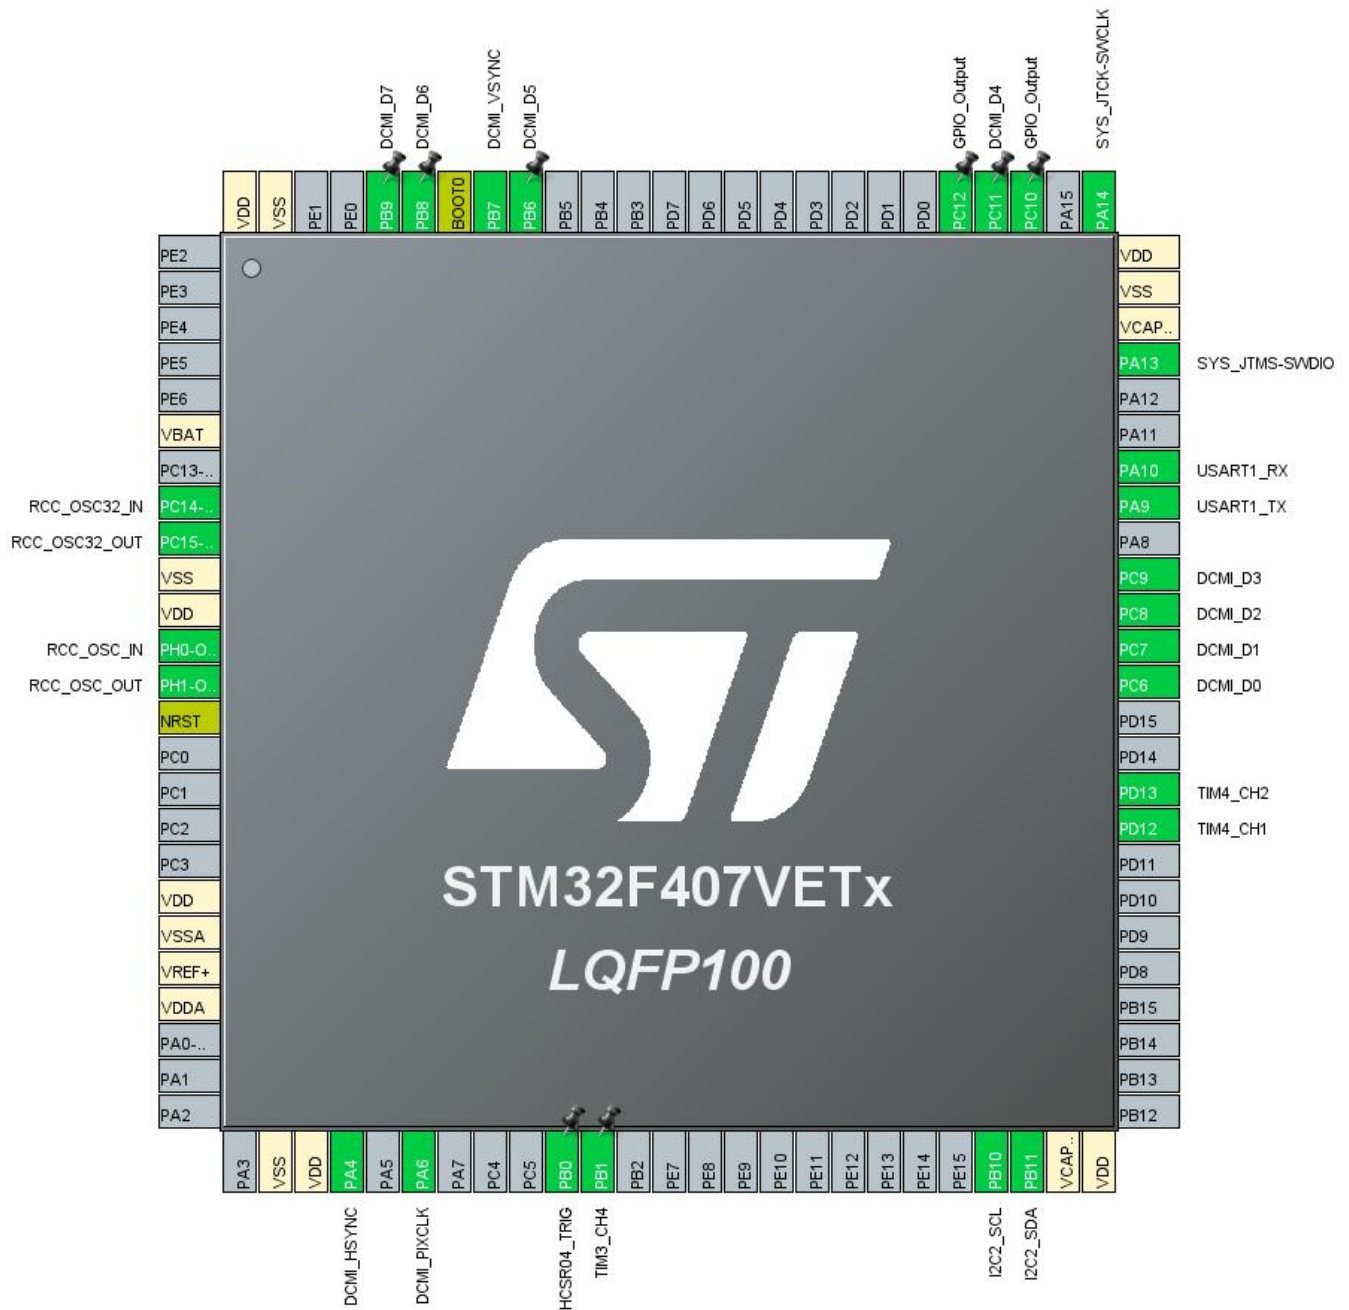 DCMI_D7
DCMI_D6
DCMI_VSYNC
DCMI_D5
GPIO_Output
DCMI_D4
GPIO_Output
SYS_JTCK-SWCLK
VDD
VSS
PE1
PE0
PB9
PB8
BOOT0
PB7
PB6
PB5
PB4
PB3
PD7
PD6
PD5
PD4
PD3
PD2
PD1
PD0
PC12
PC11
PC10
PA15
PA14
PE2
PE3
PE4
PE5
PE6
VBAT
PC13-..
RCC_OSC32_IN PC14-..
RCC_OSC32_OUT PC15-..
VSS
VDD
RCC_OSC_IN PH0-O..
RCC_OSC_OUT PH1-O..
NRST
PC0
PC1
PC2
PC3
VDD
VSSA
VREF+
VDDA
PA0-..
PA1
PA2
ST
STM32F407VETx
LQFP100
VDD
VSS
VCAP..
PA13 SYS_JTMS-SWDIO
PA12
PA11
PA10 USART1_RX
PA9 USART1_TX
PA8
PC9 DCMI_D3
PC8 DCMI_D2
PC7 DCMI_D1
PC6 DCMI_D0
PD15
PD14
PD13 TIM4_CH2
PD12 TIM4_CH1
PD11
PD10
PD9
PD8
PB15
PB14
PB13
PB12
PA3
VSS
VDD
PA4
PA5
PA6
PA7
PC4
PC5
PB0
PB1
PB2
PE7
PE8
PE9
PE10
PE11
PE12
PE13
PE14
PE15
PB10
PB11
VCAP..
VDD
DCMI_HSYNC
DCMI_PIXCLK
HCSR04_TRIG
TIM3_CH4
I2C2_SCL
I2C2_SDA